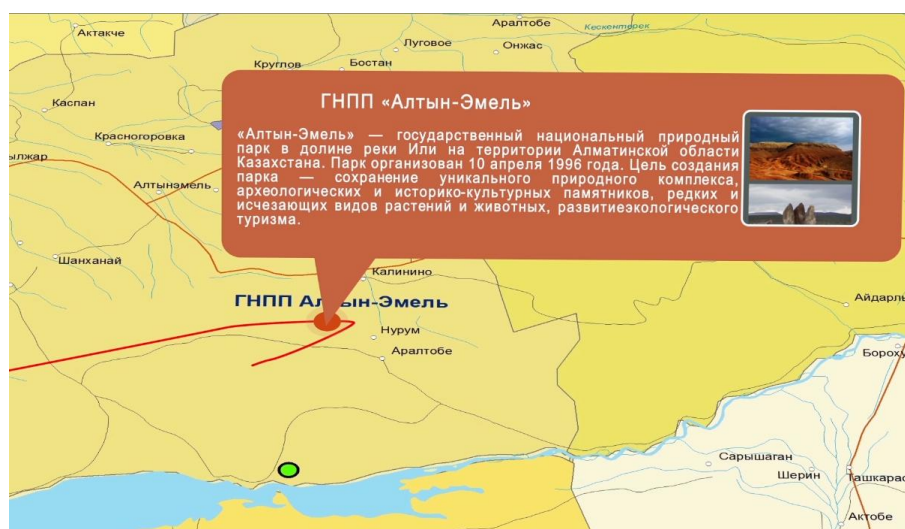 Актакче
Аралтобе
Кескентерек
Луговое
Онжас
Круглов
Бостан
Каспан
Красногоровка
ылжар
Алтынэмель
Шанханай
ГНПП «Алтын-Эмель»
«Алтын-Эмель» — государственный национальный природный
парк в долине реки Или на территории Алматинской области
Казахстана. Парк организован 10 апреля 1996 года. Цель создания
парка — сохранение уникального природного комплекса,
археологических и историко-культурных памятников, редких и
исчезающих видов растений и животных, развитиеэкологического
туризма.
Калинино
ГНПП Ал ын-Эмель
Нурум
Аралтобе
Айдарлы
Бороху
Сарышаган
Шерин
Ташкарас
Актобе